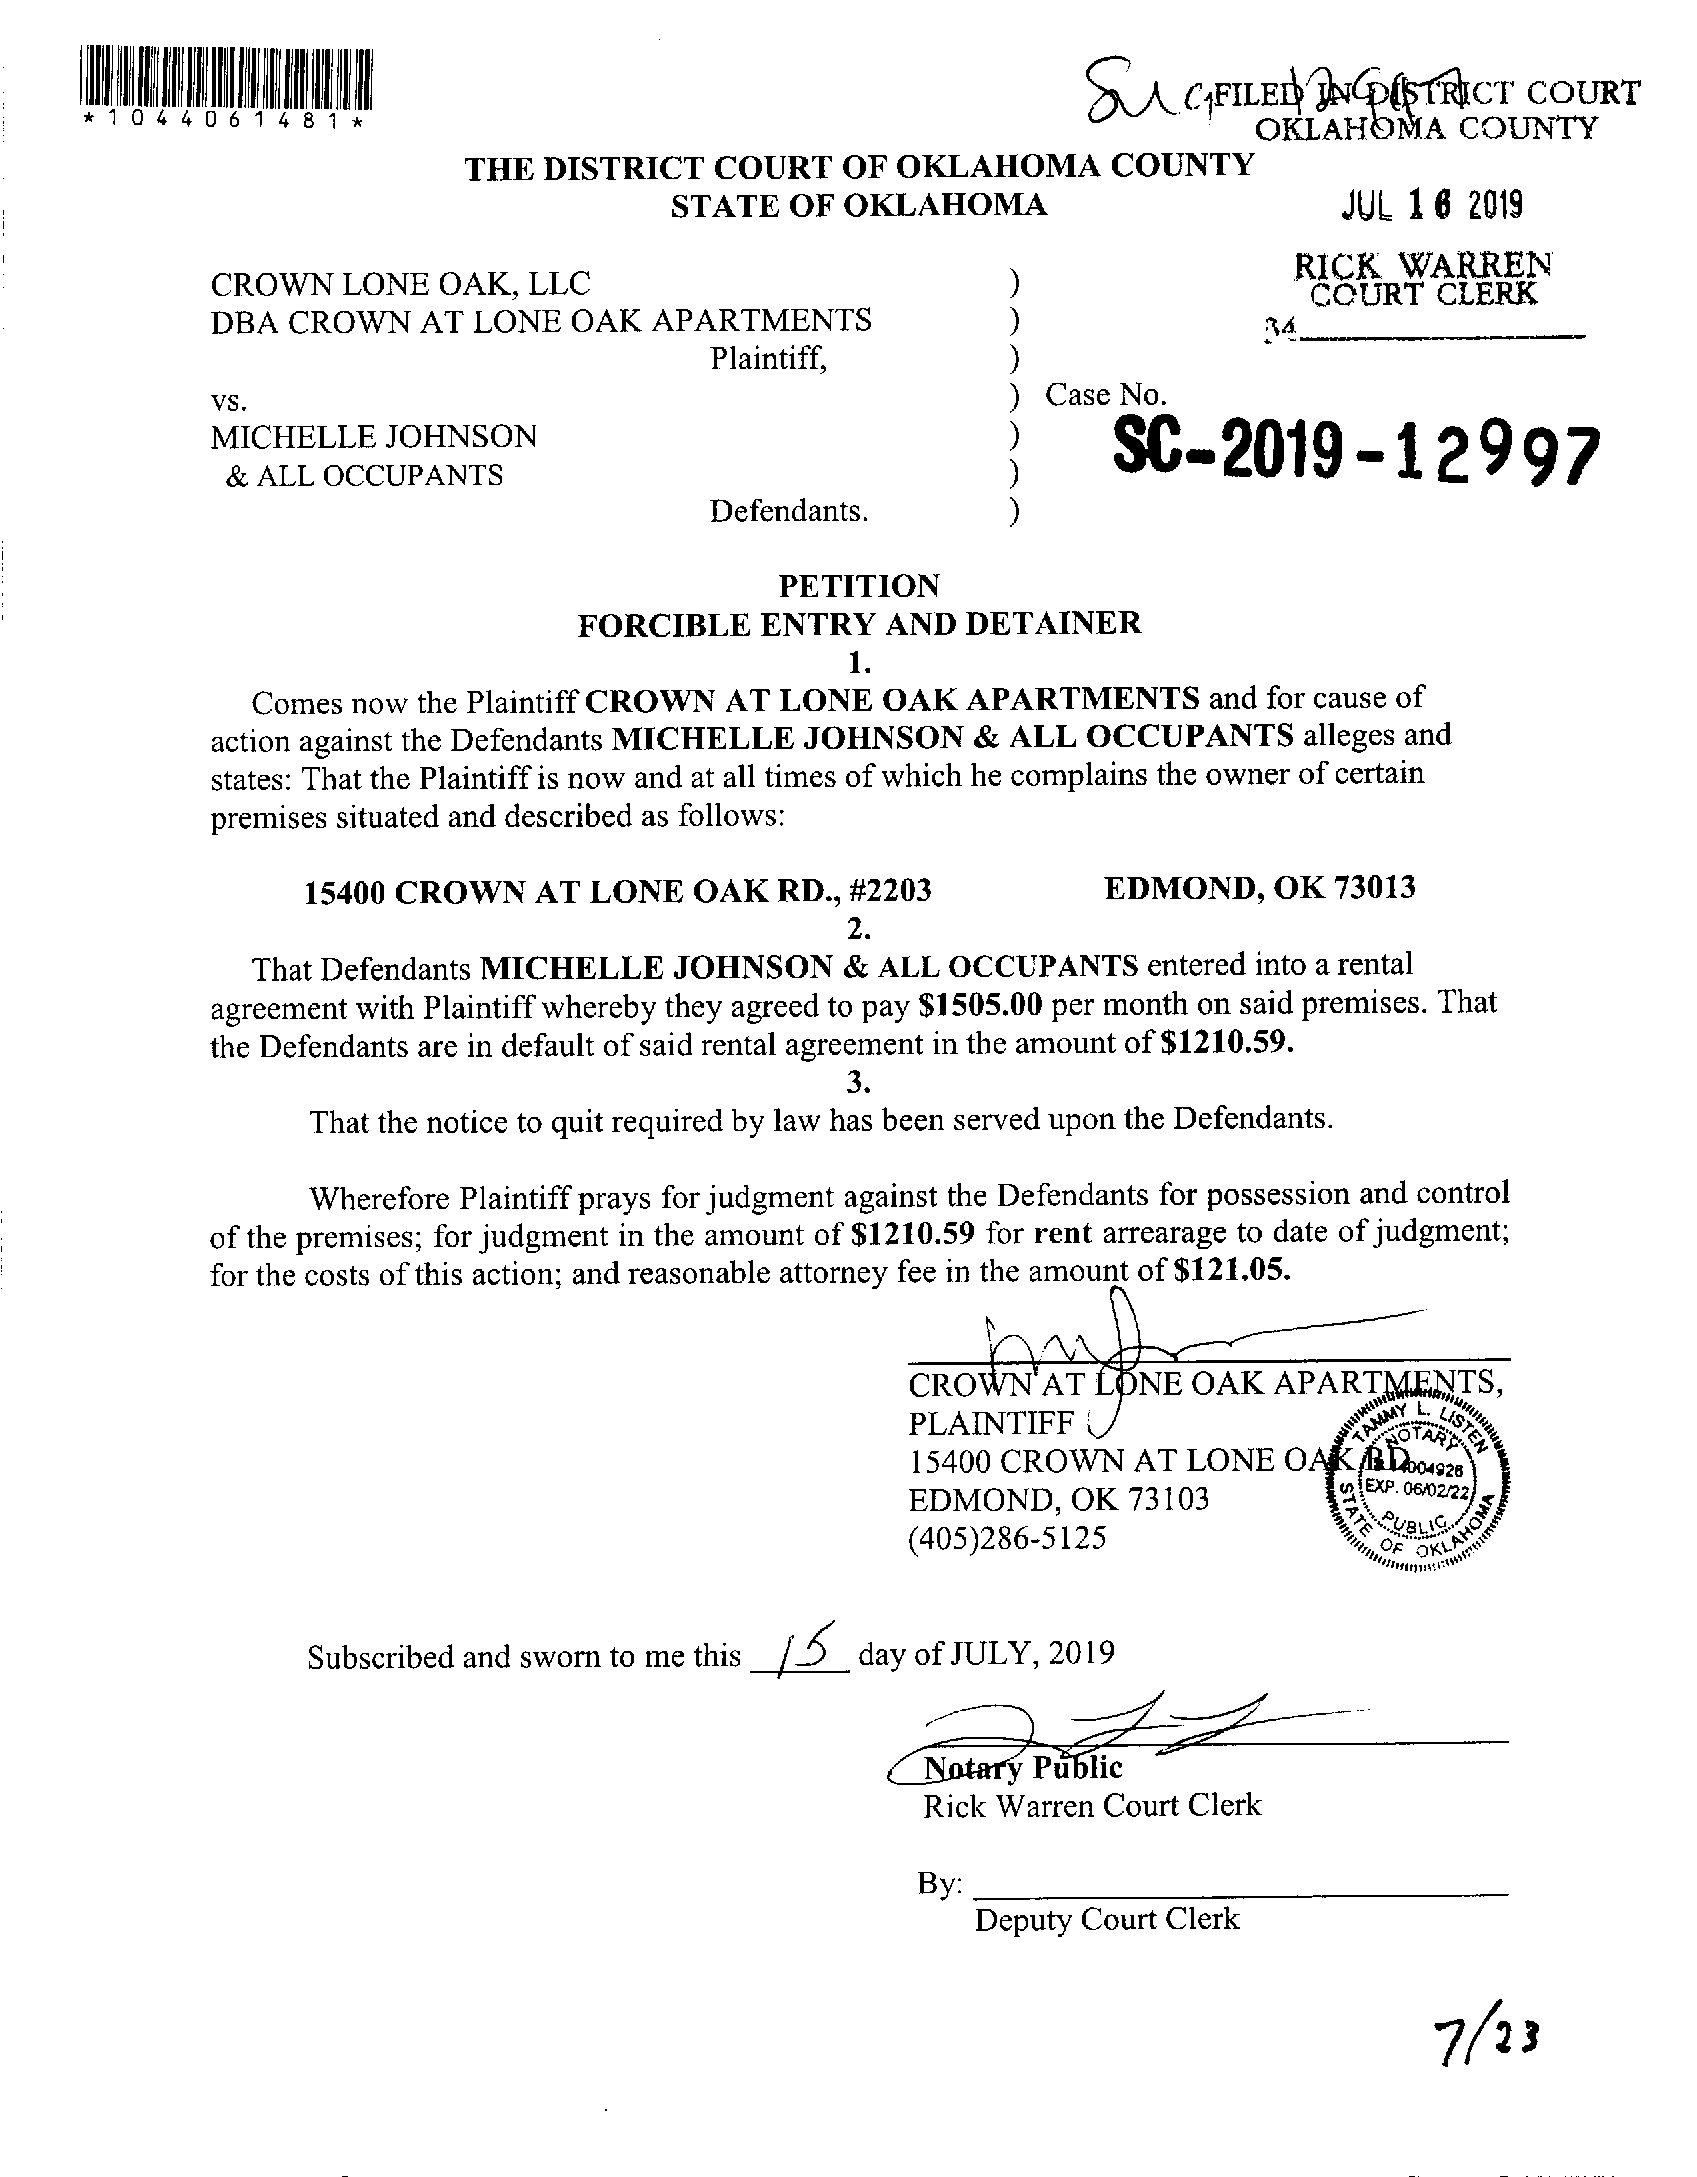 *1044061481*
FILED IN DISTRICT COURT
OKLAHOMA COUNTY
THE DISTRICT COURT OF OKLAHOMA COUNTY
STATE OF OKLAHOMA
JUL 16 2019
RICK WARREN
COURT CLERK
34
CROWN LONE OAK, LLC )
DBA CROWN AT LONE OAK APARTMENTS )
Plaintiff, )
vs. ) Case No.
MICHELLE JOHNSON ) SC-2019-12997
& ALL OCCUPANTS )
Defendants. )
PETITION
FORCIBLE ENTRY AND DETAINER
1.
Comes now the Plaintiff CROWN AT LONE OAK APARTMENTS and for cause of
action against the Defendants MICHELLE JOHNSON & ALL OCCUPANTS alleges and
states: That the Plaintiff is now and at all times of which he complains the owner of certain
premises situated and described as follows:
15400 CROWN AT LONE OAK RD., #2203 EDMOND, OK 73013
2.
That Defendants MICHELLE JOHNSON & ALL OCCUPANTS entered into a rental
agreement with Plaintiff whereby they agreed to pay $1505.00 per month on said premises. That
the Defendants are in default of said rental agreement in the amount of $1210.59.
3.
That the notice to quit required by law has been served upon the Defendants.
Wherefore Plaintiff prays for judgment against the Defendants for possession and control
of the premises; for judgment in the amount of $1210.59 for rent arrearage to date of judgment;
for the costs of this action; and reasonable attorney fee in the amount of $121.05.
CROWN AT LONE OAK APARTMENTS,
PLAINTIFF
15400 CROWN AT LONE OAK RD
EDMOND, OK 73103
(405)286-5125
TAMMY L. LISTEN
NOTARY
EXP. 06/02/22
PUBLIC
STATE OF OKLAHOMA
Subscribed and sworn to me this 15 day of JULY, 2019
Notary Public
Rick Warren Court Clerk
By:
Deputy Court Clerk
7/23